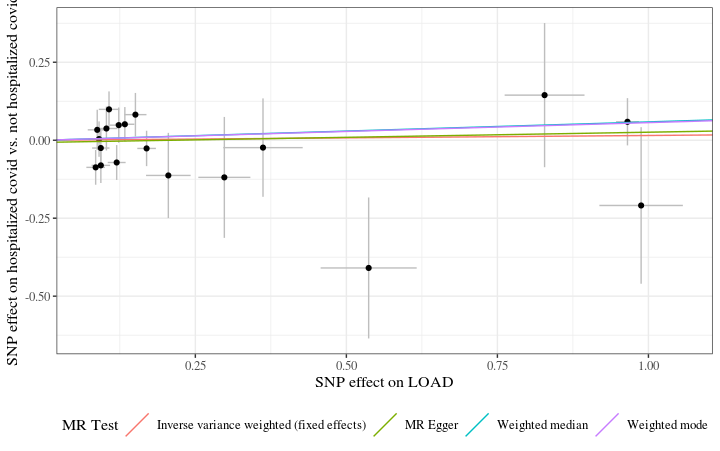 SNP effect on hospitalized covid vs. not hospitalized covid
0.25
0.00
-0.25
-0.50
0.25
0.50
0.75
1.00
SNP effect on LOAD
MR Test
Inverse variance weighted (fixed effects)
MR Egger
Weighted median
Weighted mode